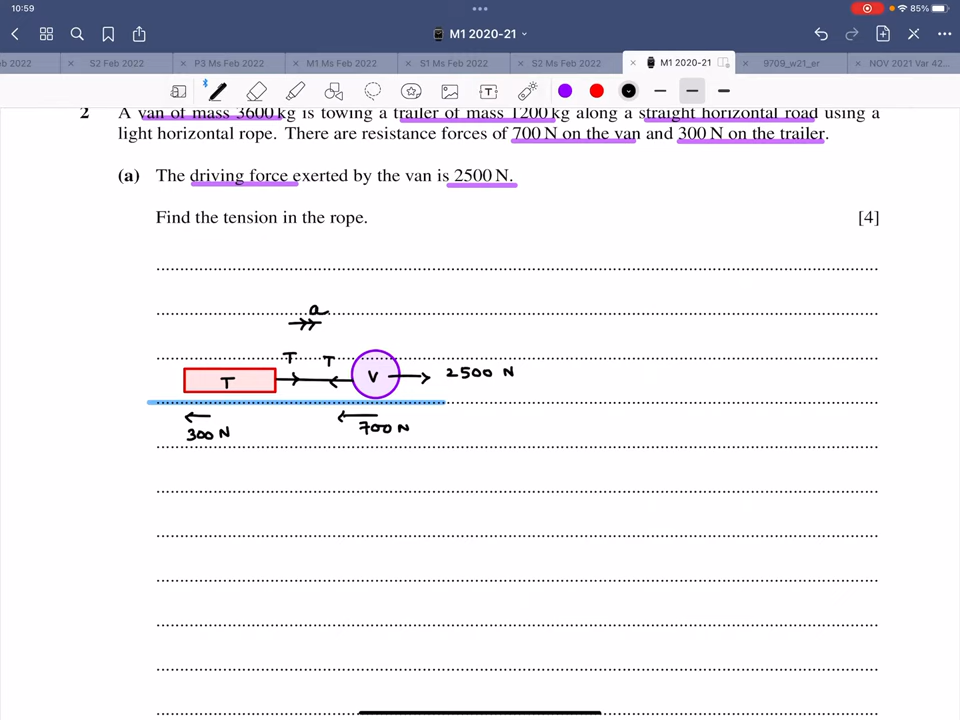 10:59
85%
M1 2020-21
o 2022
S2 Feb 2022
P3 Ms Feb 2022
M1 Ms Feb 2022
S1 Ms Feb 2022
S2 Ms Feb 2022
M1 2020-21
9709_w21_er
NOV 2021 Var 42...
2 A van of mass 3600 kg is towing a trailer of mass 1200 kg along a straight horizontal road using a
light horizontal rope. There are resistance forces of 700 N on the van and 300 N on the trailer.
(a) The driving force exerted by the van is 2500 N.
Find the tension in the rope. [4]
a
T T
T V 2500 N
300 N 700 N